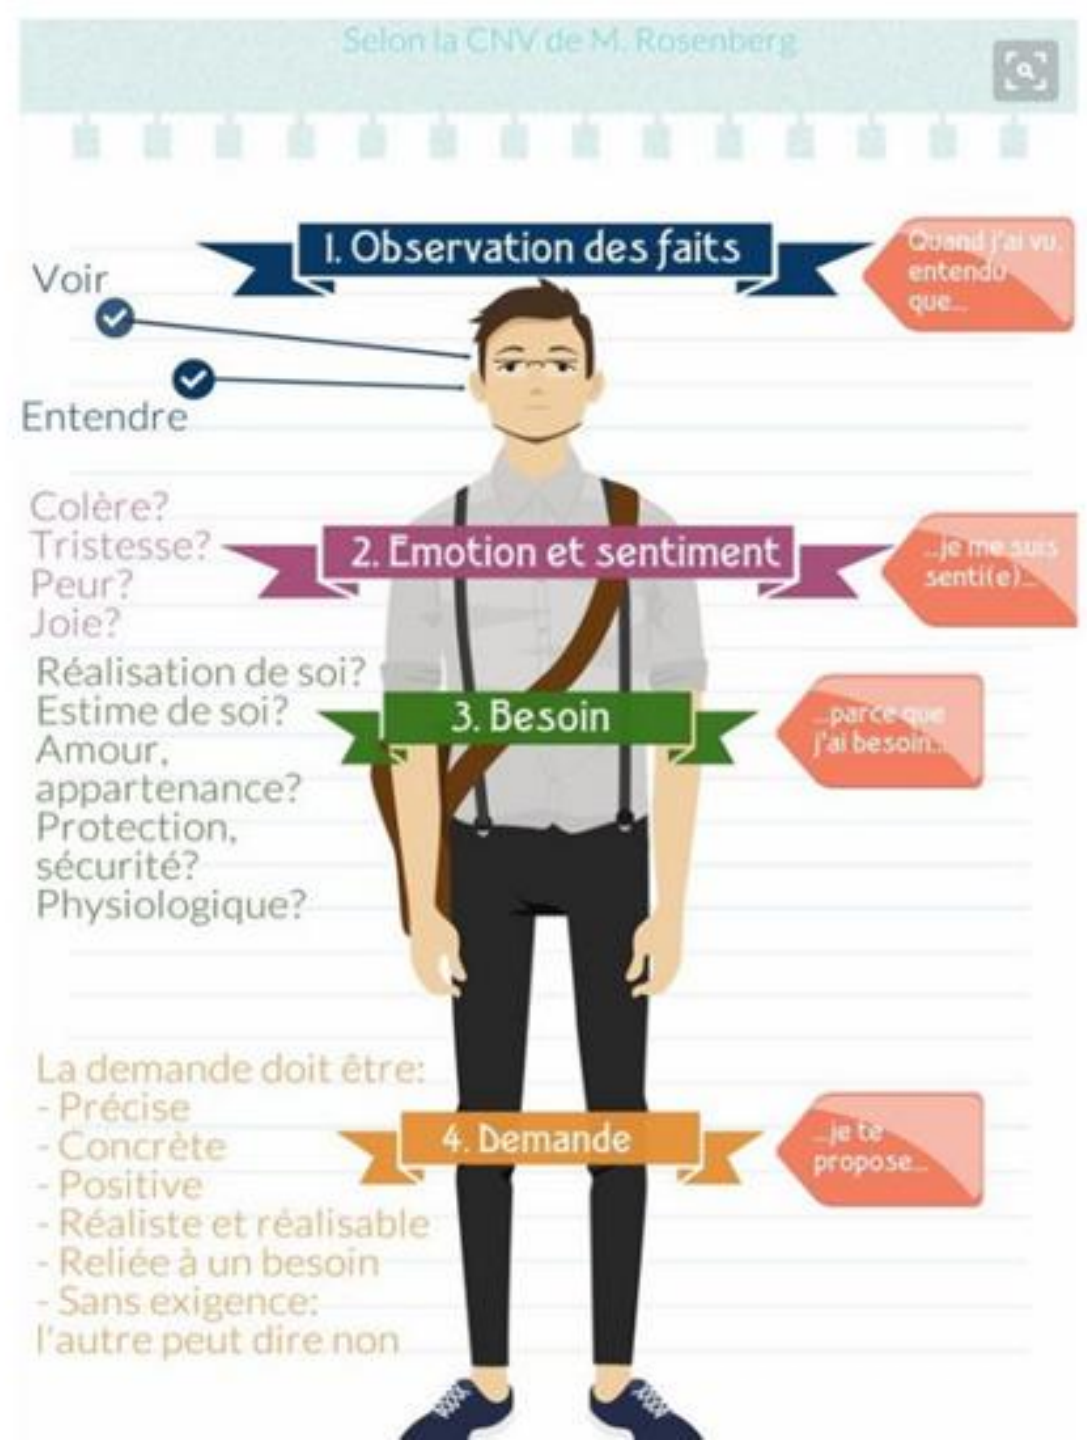 Selon la CNV de M. Rosenberg
1. Observation des faits
Quand j'ai vu,
entendu
que...
Voir
Entendre
Colère?
Tristesse?
Peur?
Joie?
2. Emotion et sentiment
...je me suis
senti(e)...
Réalisation de soi?
Estime de soi?
Amour,
appartenance?
Protection,
sécurité?
Physiologique?
3. Besoin
...parce que
j'ai besoin...
La demande doit être:
- Précise
- Concrète
- Positive
- Réaliste et réalisable
- Reliée à un besoin
- Sans exigence:
l'autre peut dire non
4. Demande
...je te
propose...